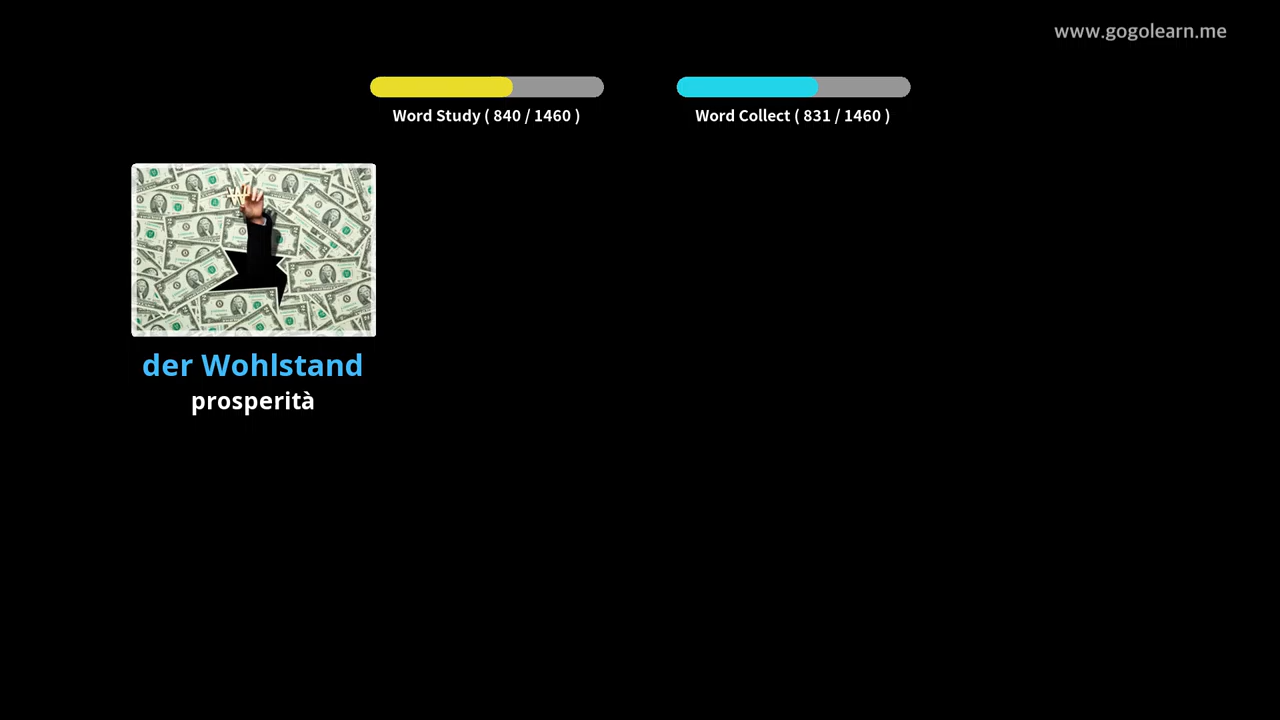 www.gogolearn.me
Word Study ( 840 / 1460 )
Word Collect ( 831 / 1460 )
der Wohlstand
prosperità